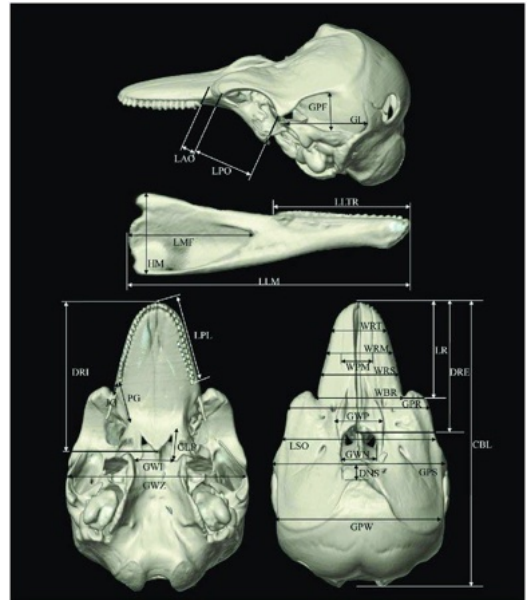 GPF
GL
LAO
LPO
LLTR
LMF
HM
LLM
LPL
DRI
PG
GLP
GWI
GWZ
WRT
WRM
WPM
WRS
WBR
GPR
GWP
LSO
GWN
DNS
GPS
GPW
LR
DRE
CBL